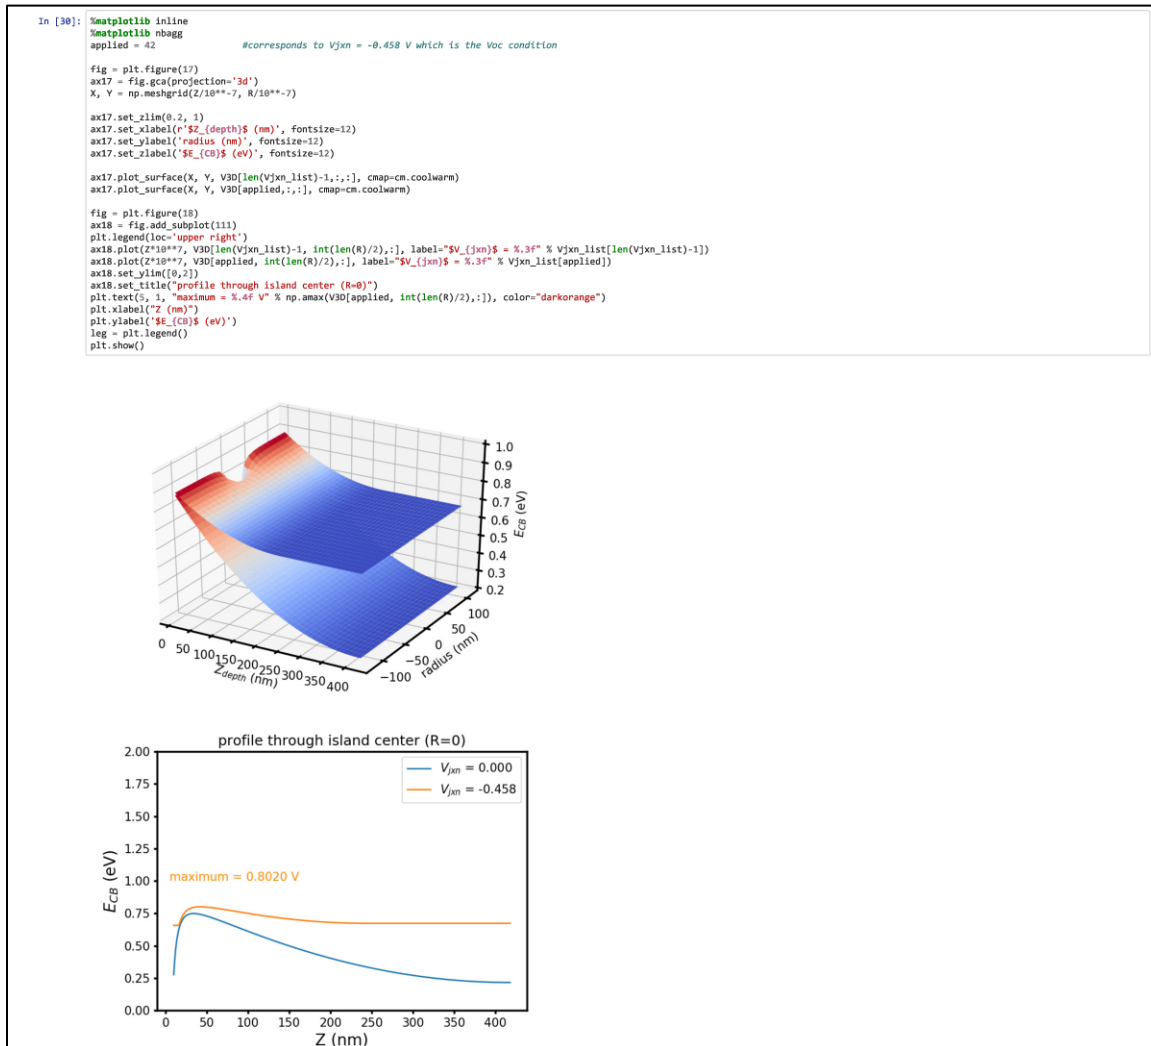 In [30]: %matplotlib inline
%matplotlib nbagg
applied = 42 #corresponds to Vjxn = -0.458 V which is the Voc condition
fig = plt.figure(17)
ax17 = fig.gca(projection='3d')
X, Y = np.meshgrid(Z/10**-7, R/10**-7)
ax17.set_zlim(0.2, 1)
ax17.set_xlabel(r'$Z_{depth}$ (nm)', fontsize=12)
ax17.set_ylabel('radius (nm)', fontsize=12)
ax17.set_zlabel('$E_{CB}$ (eV)', fontsize=12)
ax17.plot_surface(X, Y, V3D[len(Vjxn_list)-1,:,:], cmap=cm.coolwarm)
ax17.plot_surface(X, Y, V3D[applied,:,:], cmap=cm.coolwarm)
fig = plt.figure(18)
ax18 = fig.add_subplot(111)
plt.legend(loc='upper right')
ax18.plot(Z*10**7, V3D[len(Vjxn_list)-1, int(len(R)/2),:], label="$V_{jxn}$ = %.3f" % Vjxn_list[len(Vjxn_list)-1])
ax18.plot(Z*10**7, V3D[applied, int(len(R)/2),:], label="$V_{jxn}$ = %.3f" % Vjxn_list[applied])
ax18.set_ylim([0,2])
ax18.set_title("profile through island center (R=0)")
plt.text(5, 1, "maximum = %.4f V" % np.amax(V3D[applied, int(len(R)/2),:]), color="darkorange")
plt.xlabel("Z (nm)")
plt.ylabel('$E_{CB}$ (eV)')
leg = plt.legend()
plt.show()
1.0
0.9
0.8
0.7
0.6
0.5
0.4
0.3
0.2
E_CB (eV)
100
50
0
−50
−100
radius (nm)
0 50 100 150 200 250 300 350 400
Z_depth (nm)
profile through island center (R=0)
2.00
1.75
1.50
1.25
1.00
0.75
0.50
0.25
0.00
E_CB (eV)
V_jxn = 0.000
V_jxn = -0.458
maximum = 0.8020 V
0 50 100 150 200 250 300 350 400
Z (nm)